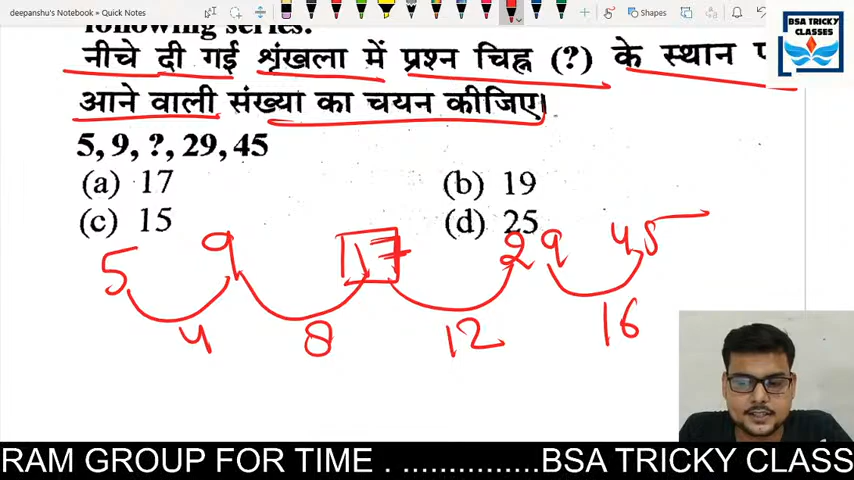 deepanshu's Notebook » Quick Notes
Shapes
following series.
नीचे दी गई श्रृंखला में प्रश्न चिह्न (?) के स्थान
आने वाली संख्या का चयन कीजिए।
5, 9, ?, 29, 45
(a) 17
(b) 19
(c) 15
(d) 25
5 9 17 29 45
4 8 12 16
BSA TRICKY
CLASSES
RAM GROUP FOR TIME . ...............BSA TRICKY CLASS